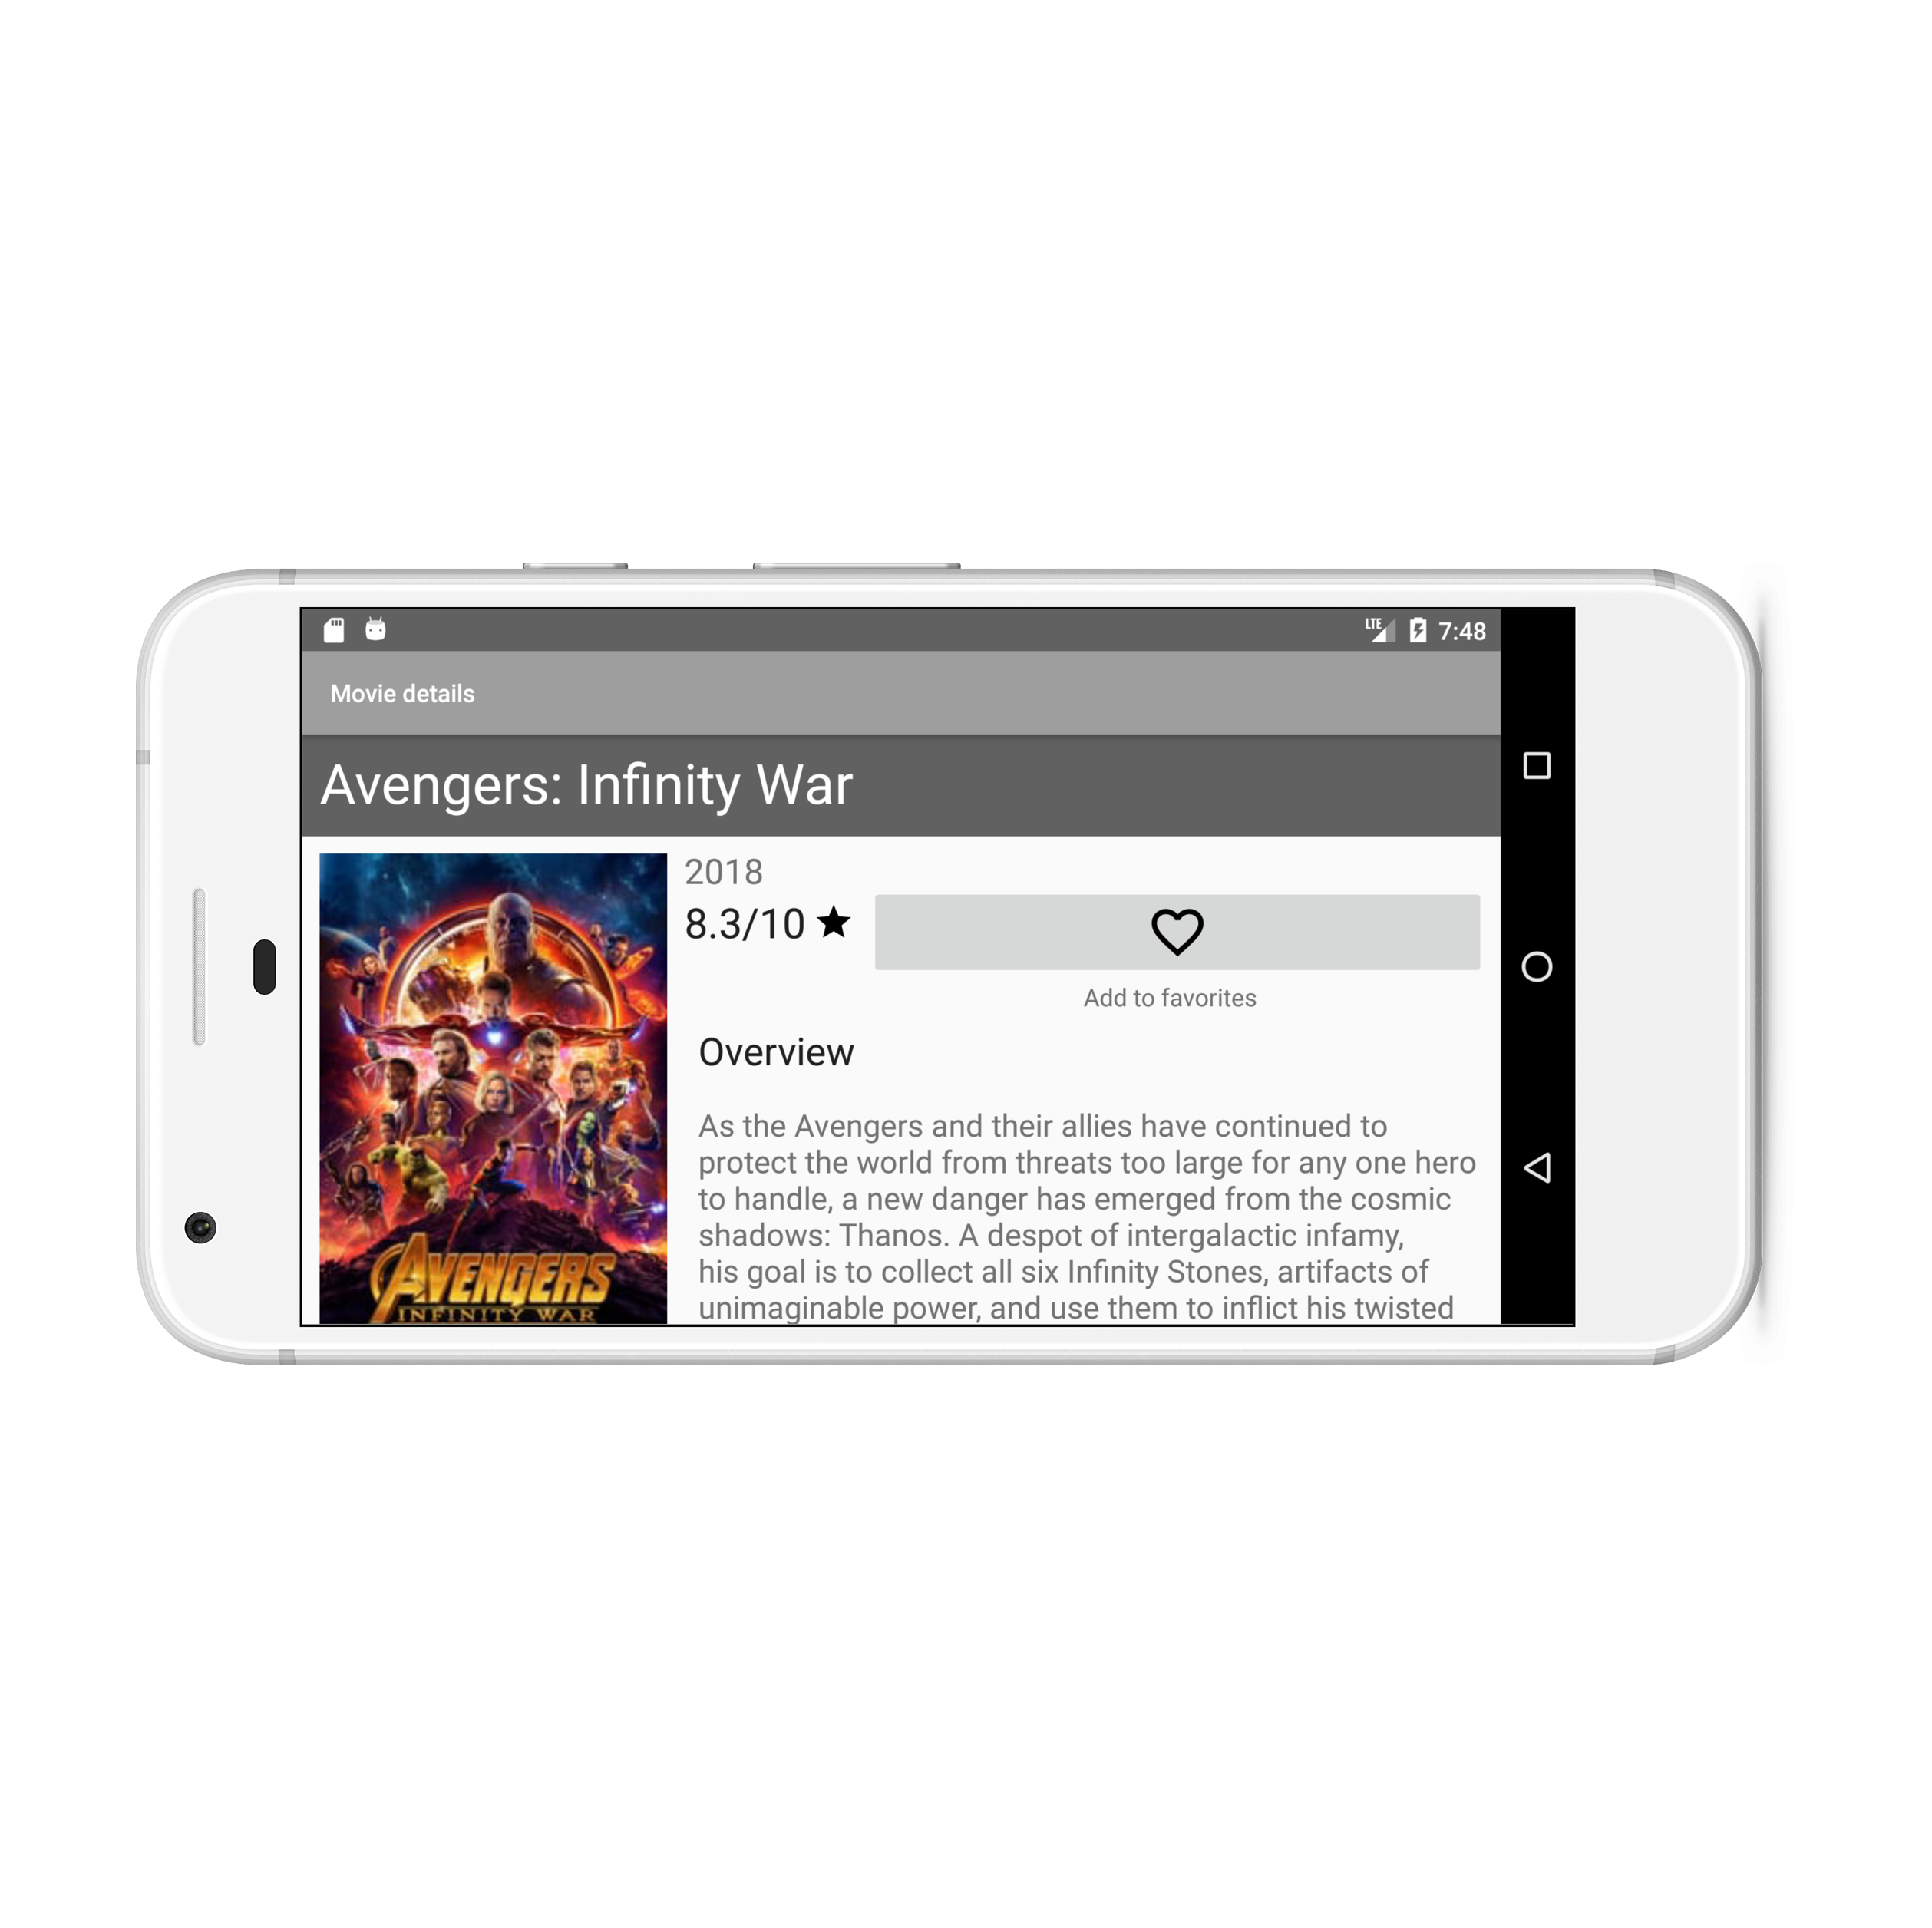 LTE 7:48
Movie details
Avengers: Infinity War
2018
8.3/10
Add to favorites
Overview
As the Avengers and their allies have continued to
protect the world from threats too large for any one hero
to handle, a new danger has emerged from the cosmic
shadows: Thanos. A despot of intergalactic infamy,
his goal is to collect all six Infinity Stones, artifacts of
unimaginable power, and use them to inflict his twisted
AVENGERS
INFINITY WAR